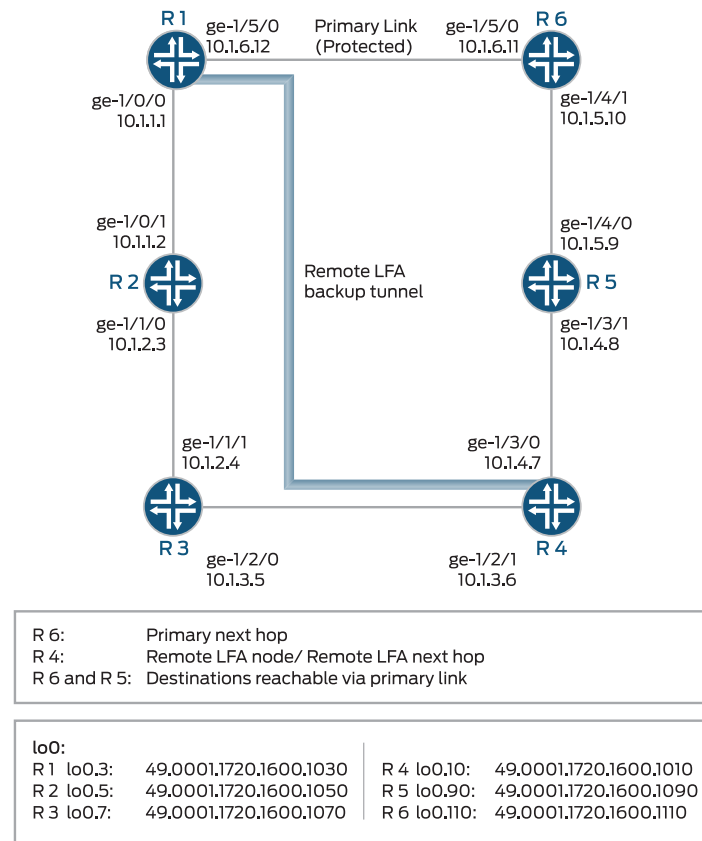 R 1
ge-1/5/0
10.1.6.12
Primary Link
(Protected)
ge-1/5/0
10.1.6.11
R 6
ge-1/0/0
10.1.1.1
ge-1/4/1
10.1.5.10
ge-1/0/1
10.1.1.2
ge-1/4/0
10.1.5.9
R 2
Remote LFA
backup tunnel
R 5
ge-1/1/0
10.1.2.3
ge-1/3/1
10.1.4.8
ge-1/1/1
10.1.2.4
ge-1/3/0
10.1.4.7
R 3
R 4
ge-1/2/0
10.1.3.5
ge-1/2/1
10.1.3.6
R 6: Primary next hop
R 4: Remote LFA node/ Remote LFA next hop
R 6 and R 5: Destinations reachable via primary link
lo0:
R 1 lo0.3: 49.0001.1720.1600.1030
R 2 lo0.5: 49.0001.1720.1600.1050
R 3 lo0.7: 49.0001.1720.1600.1070
R 4 lo0.10: 49.0001.1720.1600.1010
R 5 lo0.90: 49.0001.1720.1600.1090
R 6 lo0.110: 49.0001.1720.1600.1110